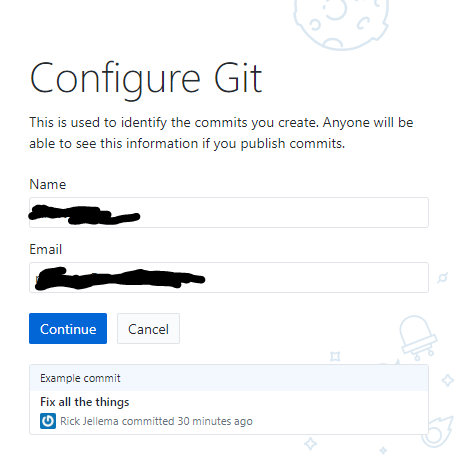 Configure Git
This is used to identify the commits you create. Anyone will be
able to see this information if you publish commits.
Name
Email
Continue
Cancel
Example commit
Fix all the things
Rick Jellema committed 30 minutes ago